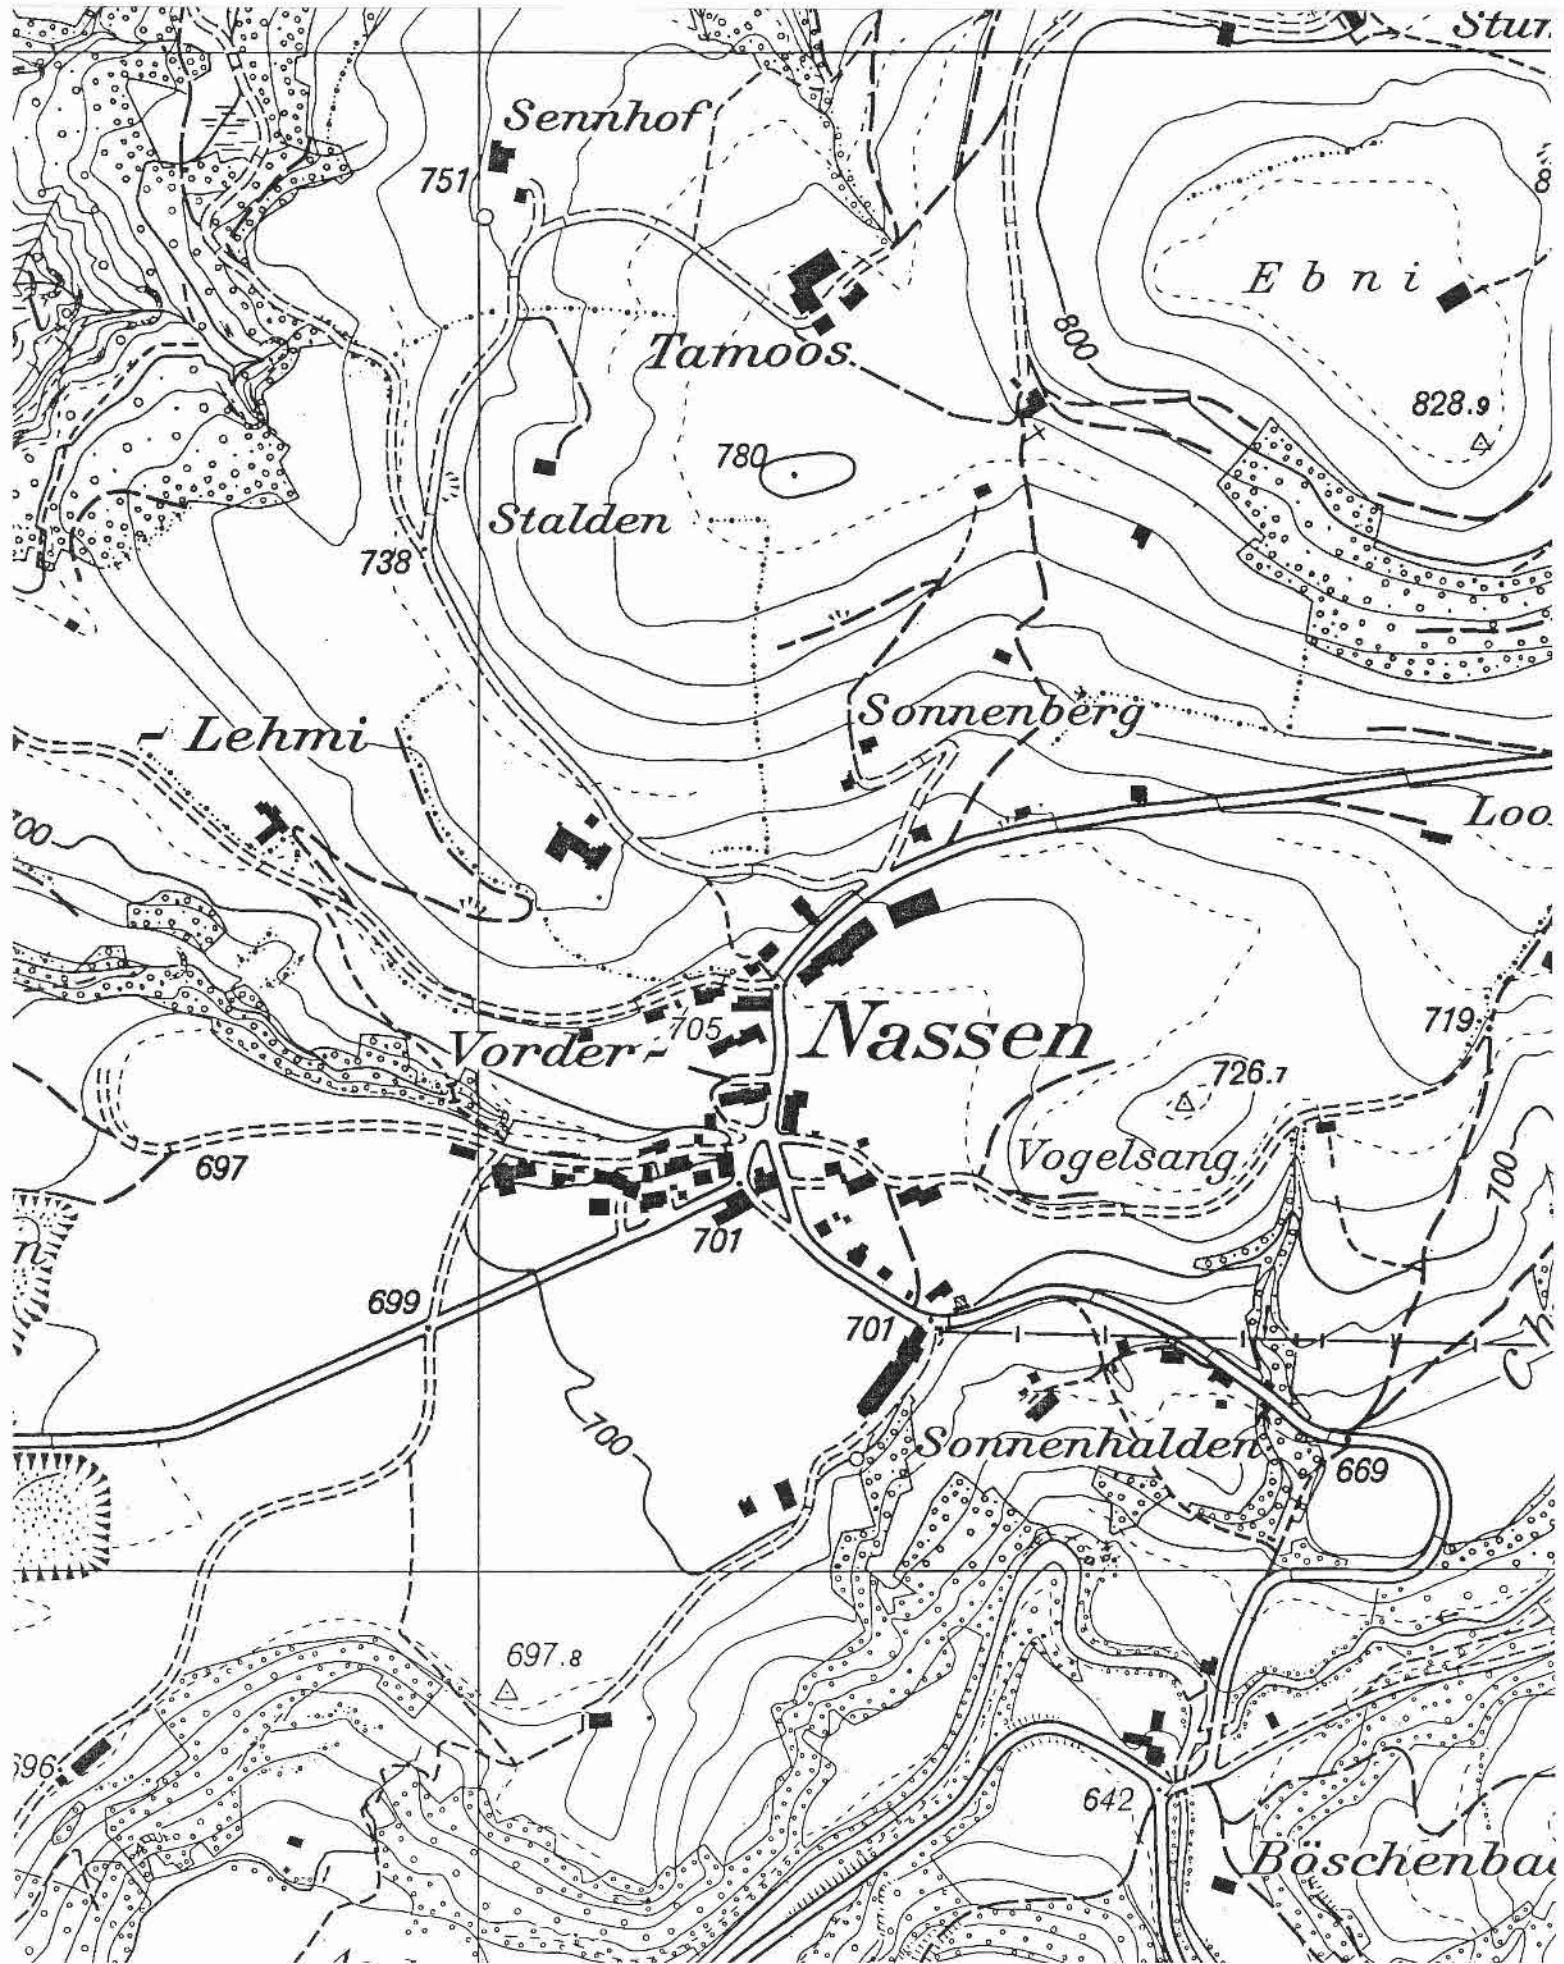 Stur
Sennhof
751
Ebni
800
Tamoos
828.9
780
Stalden
738
Sonnenberg
- Lehmi
700
Loo
705
Vorder-
Nassen
719
726.7
Vogelsang
697
700
701
699
701
700
Sonnenhalden
669
697.8
696
642
Böschenba